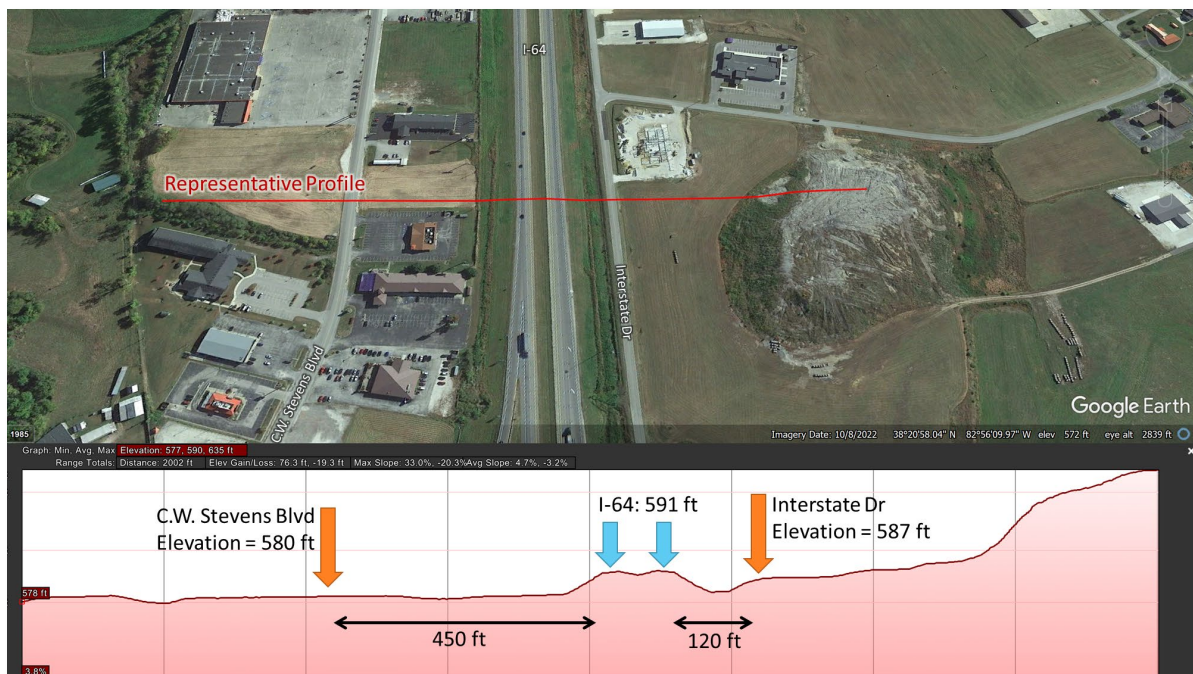 I-64
Representative Profile
Interstate Dr
C.W. Stevens Blvd
Google Earth
1985
Imagery Date: 10/8/2022 38°20'58.04" N 82°56'09.97" W elev 572 ft eye alt 2839 ft
Graph: Min, Avg, Max Elevation: 577, 590, 635 ft
Range Totals: Distance: 2002 ft Elev Gain/Loss: 76.3 ft, -19.3 ft Max Slope: 33.0%, -20.3% Avg Slope: 4.7%, -3.2%
C.W. Stevens Blvd
Elevation = 580 ft
I-64: 591 ft
Interstate Dr
Elevation = 587 ft
578 ft
450 ft
120 ft